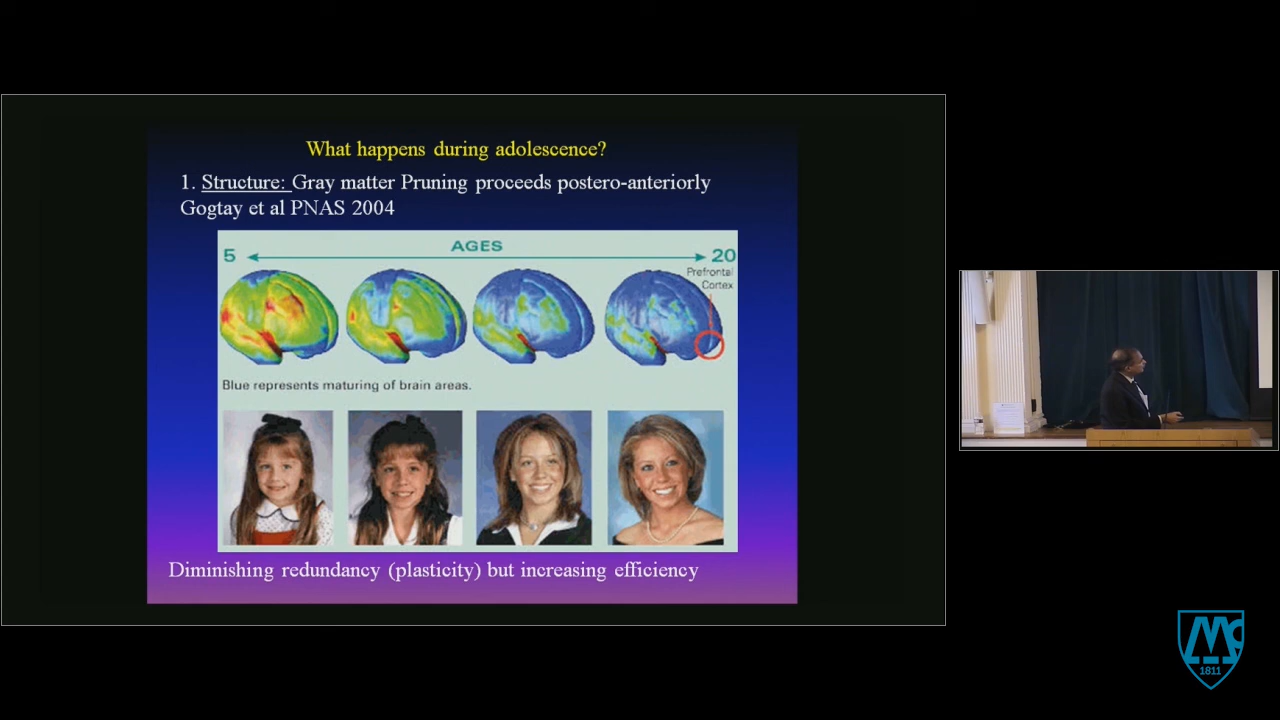 What happens during adolescence?
1. Structure: Gray matter Pruning proceeds postero-anteriorly
Gogtay et al PNAS 2004
AGES
5
20
Prefrontal
Cortex
Blue represents maturing of brain areas.
Diminishing redundancy (plasticity) but increasing efficiency
Mc
1811